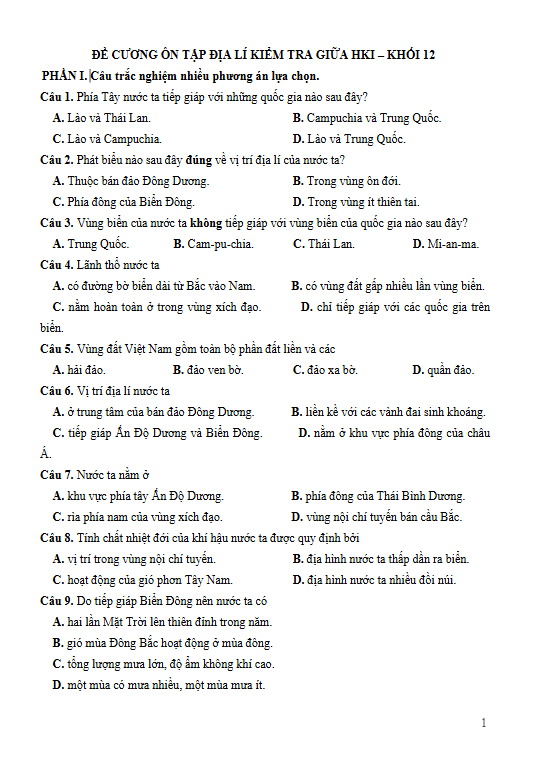 ĐỀ CƯƠNG ÔN TẬP ĐỊA LÍ KIỂM TRA GIỮA HKI – KHỐI 12
PHẦN I. Câu trắc nghiệm nhiều phương án lựa chọn.
Câu 1. Phía Tây nước ta tiếp giáp với những quốc gia nào sau đây?
A. Lào và Thái Lan. B. Campuchia và Trung Quốc.
C. Lào và Campuchia. D. Lào và Trung Quốc.
Câu 2. Phát biểu nào sau đây đúng về vị trí địa lí của nước ta?
A. Thuộc bán đảo Đông Dương. B. Trong vùng ôn đới.
C. Phía đông của Biển Đông. D. Trong vùng ít thiên tai.
Câu 3. Vùng biển của nước ta không tiếp giáp với vùng biển của quốc gia nào sau đây?
A. Trung Quốc. B. Cam-pu-chia. C. Thái Lan. D. Mi-an-ma.
Câu 4. Lãnh thổ nước ta
A. có đường bờ biển dài từ Bắc vào Nam. B. có vùng đất gấp nhiều lần vùng biển.
C. nằm hoàn toàn ở trong vùng xích đạo. D. chỉ tiếp giáp với các quốc gia trên
biển.
Câu 5. Vùng đất Việt Nam gồm toàn bộ phần đất liền và các
A. hải đảo. B. đảo ven bờ. C. đảo xa bờ. D. quần đảo.
Câu 6. Vị trí địa lí nước ta
A. ở trung tâm của bán đảo Đông Dương. B. liền kề với các vành đai sinh khoáng.
C. tiếp giáp Ấn Độ Dương và Biển Đông. D. nằm ở khu vực phía đông của châu
Á.
Câu 7. Nước ta nằm ở
A. khu vực phía tây Ấn Độ Dương. B. phía đông của Thái Bình Dương.
C. rìa phía nam của vùng xích đạo. D. vùng nội chí tuyến bán cầu Bắc.
Câu 8. Tính chất nhiệt đới của khí hậu nước ta được quy định bởi
A. vị trí trong vùng nội chí tuyến. B. địa hình nước ta thấp dần ra biển.
C. hoạt động của gió phơn Tây Nam. D. địa hình nước ta nhiều đồi núi.
Câu 9. Do tiếp giáp Biển Đông nên nước ta có
A. hai lần Mặt Trời lên thiên đỉnh trong năm.
B. gió mùa Đông Bắc hoạt động ở mùa đông.
C. tổng lượng mưa lớn, độ ẩm không khí cao.
D. một mùa có mưa nhiều, một mùa mưa ít.
1